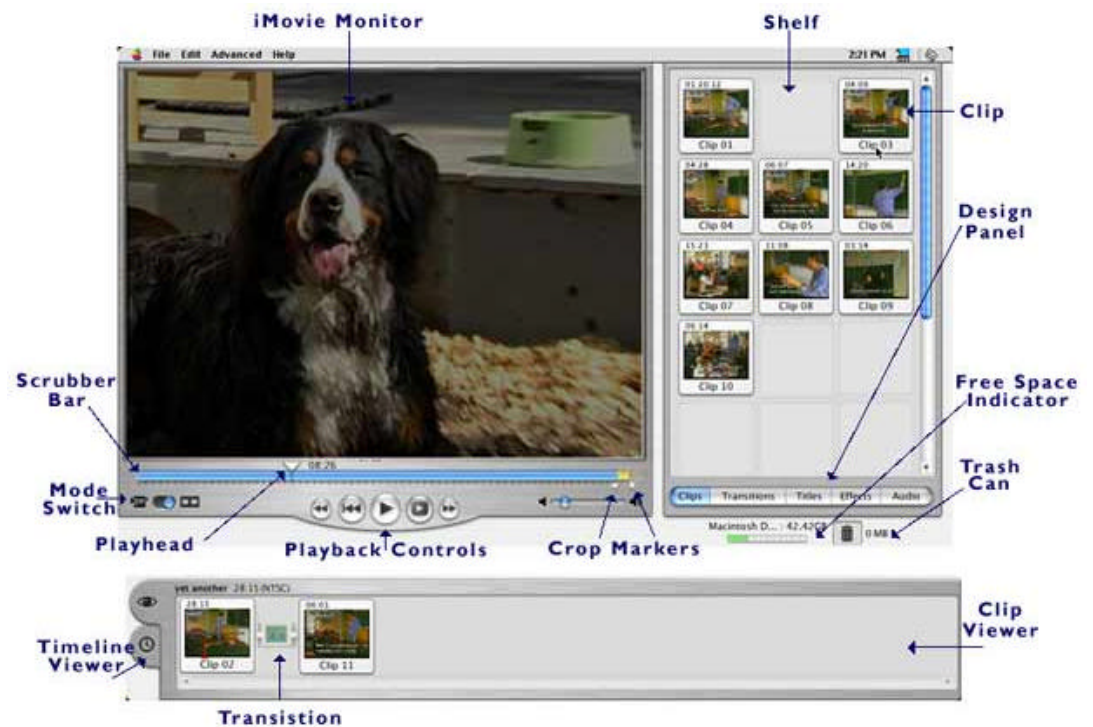 iMovie Monitor
Shelf
File Edit Advanced Help
2:21 PM
01:20:12
04:09
Clip
Clip 01
Clip 03
04:28
06:07
14:20
Clip 04
Clip 05
Clip 06
Design
Panel
15:23
11:08
03:14
Clip 07
Clip 08
Clip 09
06:14
Clip 10
Scrubber
Bar
Free Space
Indicator
08:26
Mode
Switch
Clips Transitions Titles Effects Audio
Trash
Can
Macintosh D... : 42.42GB
0 MB
Playhead
Playback Controls
Crop Markers
yet another 28:15 (NTSC)
28:15
06:01
Clip 02
Clip 11
Timeline
Viewer
Clip
Viewer
Transistion